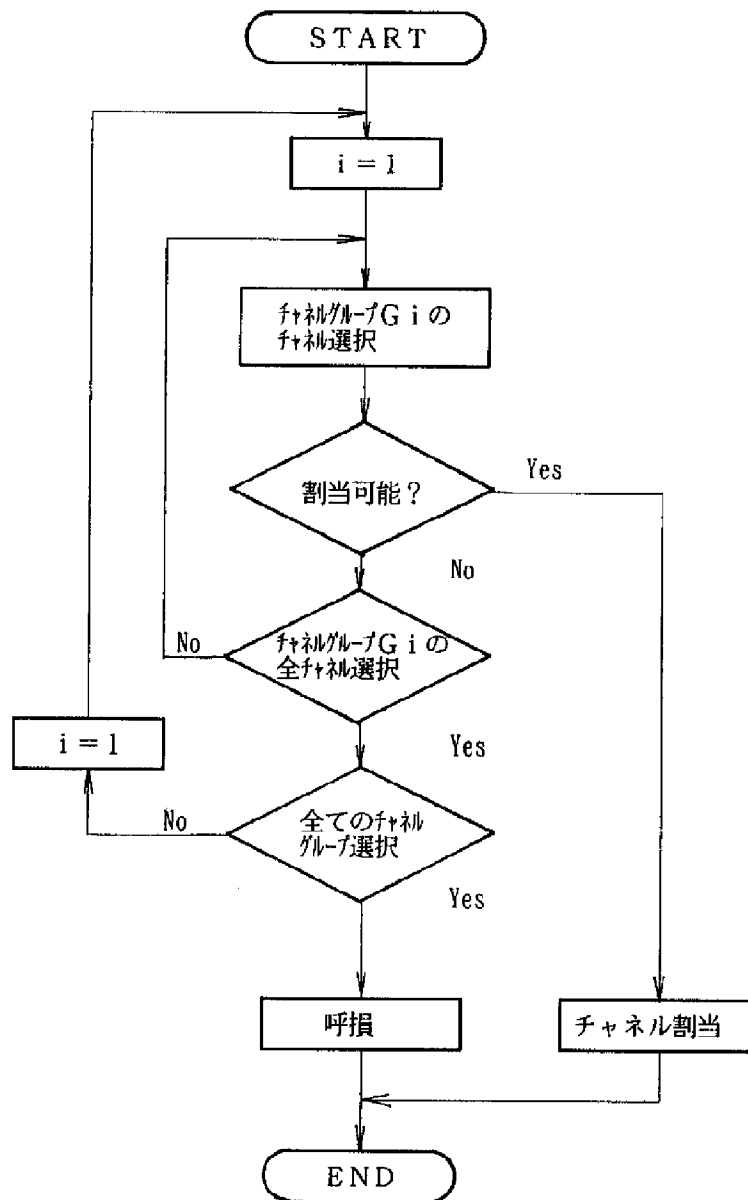 START
i = 1
ﾁｬﾈﾙｸﾞﾙｰﾌﾟG i の
ﾁｬﾈﾙ選択
割当可能？
Yes
No
ﾁｬﾈﾙｸﾞﾙｰﾌﾟG i の
全ﾁｬﾈﾙ選択
No
Yes
i = 1
全てのﾁｬﾈﾙ
ｸﾞﾙｰﾌﾟ選択
No
Yes
呼損
チャネル割当
END